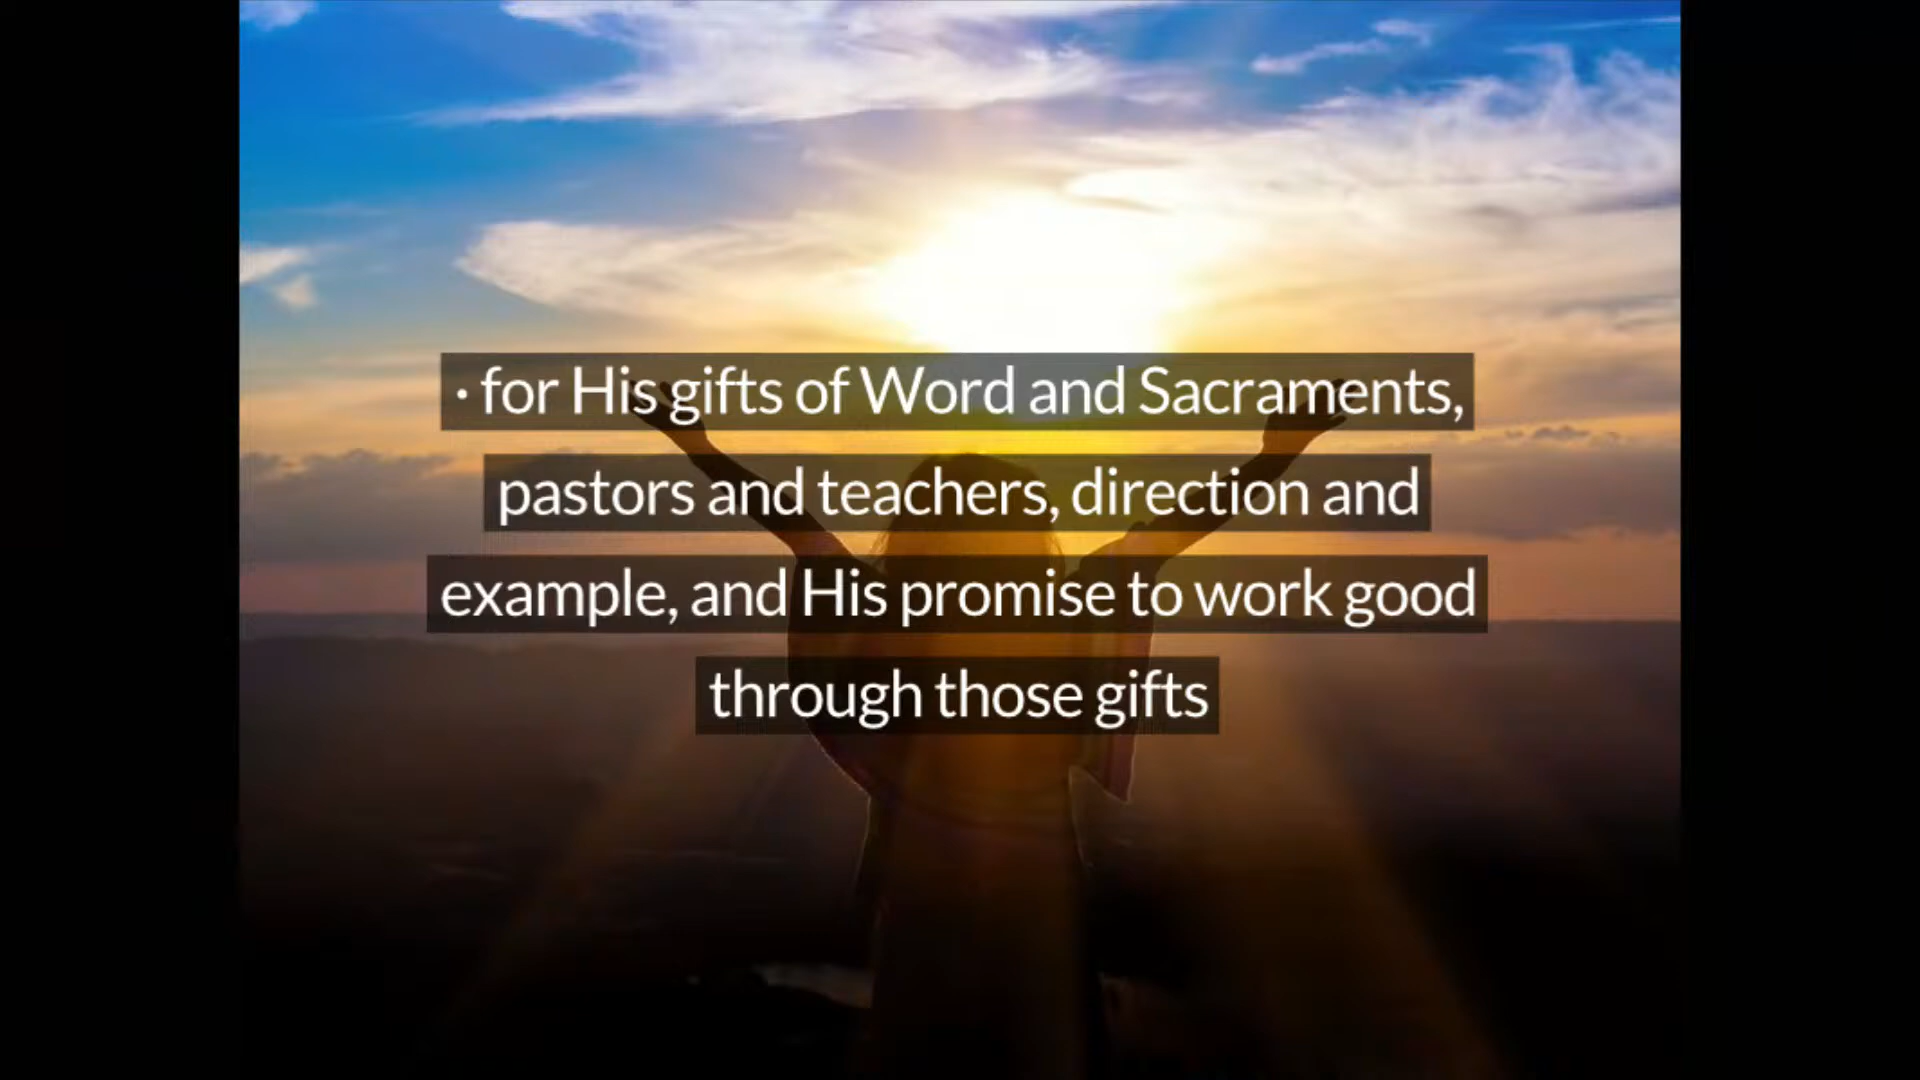 · for His gifts of Word and Sacraments,
pastors and teachers, direction and
example, and His promise to work good
through those gifts